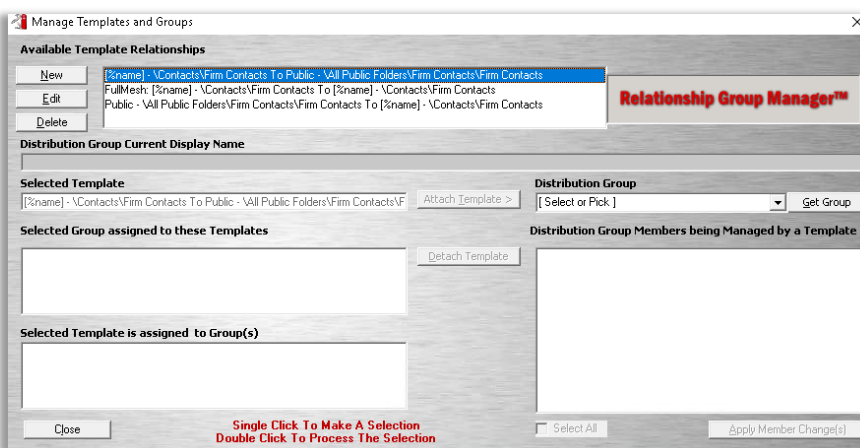 Manage Templates and Groups
Available Template Relationships
New
[%name] - \Contacts\Firm Contacts To Public - \All Public Folders\Firm Contacts\Firm Contacts
FullMesh: [%name] - \Contacts\Firm Contacts To [%name] - \Contacts\Firm Contacts
Edit
Public - \All Public Folders\Firm Contacts\Firm Contacts To [%name] - \Contacts\Firm Contacts
Relationship Group Manager™
Delete
Distribution Group Current Display Name
Selected Template
Distribution Group
[%name] - \Contacts\Firm Contacts To Public - \All Public Folders\Firm Contacts\F
Attach Template >
[ Select or Pick ]
Get Group
Selected Group assigned to these Templates
Distribution Group Members being Managed by a Template
Detach Template
Selected Template is assigned to Group(s)
Close
Single Click To Make A Selection
Double Click To Process The Selection
Select All
Apply Member Change(s)